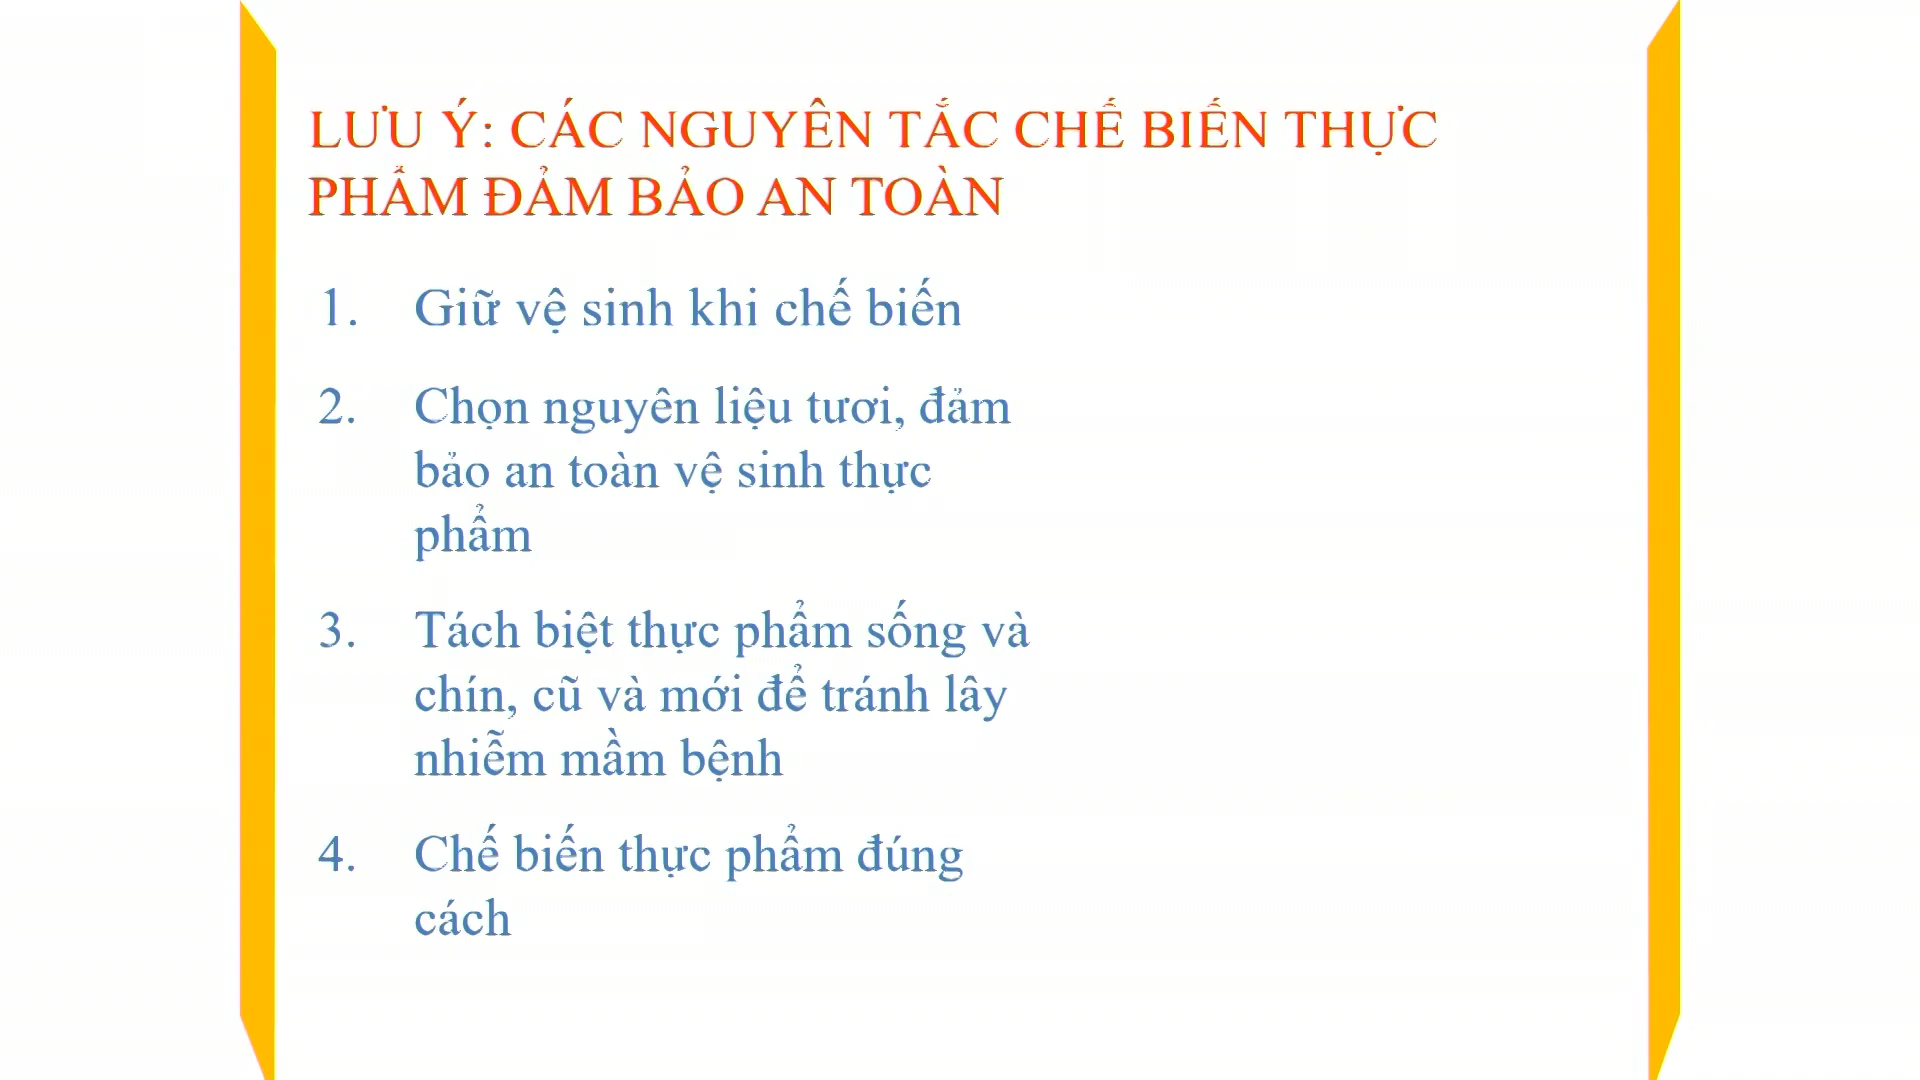 LƯU Ý: CÁC NGUYÊN TẮC CHẾ BIẾN THỰC
PHẨM ĐẢM BẢO AN TOÀN
1. Giữ vệ sinh khi chế biến
2. Chọn nguyên liệu tươi, đảm
bảo an toàn vệ sinh thực
phẩm
3. Tách biệt thực phẩm sống và
chín, cũ và mới để tránh lây
nhiễm mầm bệnh
4. Chế biến thực phẩm đúng
cách